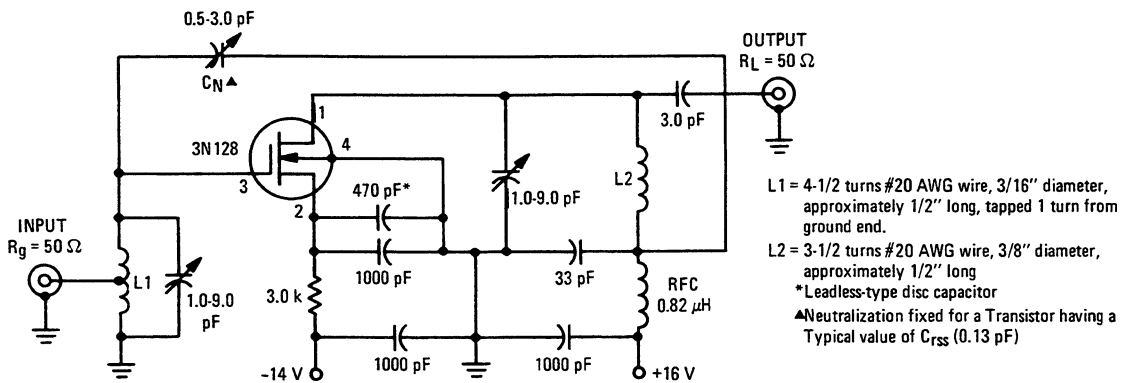 0.5-3.0 pF
CN▲
OUTPUT
RL = 50 Ω
3.0 pF
1
3N128
4
3
2
470 pF*
1.0-9.0 pF
L2
INPUT
Rg = 50 Ω
L1
1.0-9.0
pF
1000 pF
33 pF
3.0 k
RFC
0.82 μH
1000 pF
1000 pF
-14 V
+16 V
L1 = 4-1/2 turns #20 AWG wire, 3/16" diameter,
approximately 1/2" long, tapped 1 turn from
ground end.
L2 = 3-1/2 turns #20 AWG wire, 3/8" diameter,
approximately 1/2" long
*Leadless-type disc capacitor
▲Neutralization fixed for a Transistor having a
Typical value of Crss (0.13 pF)